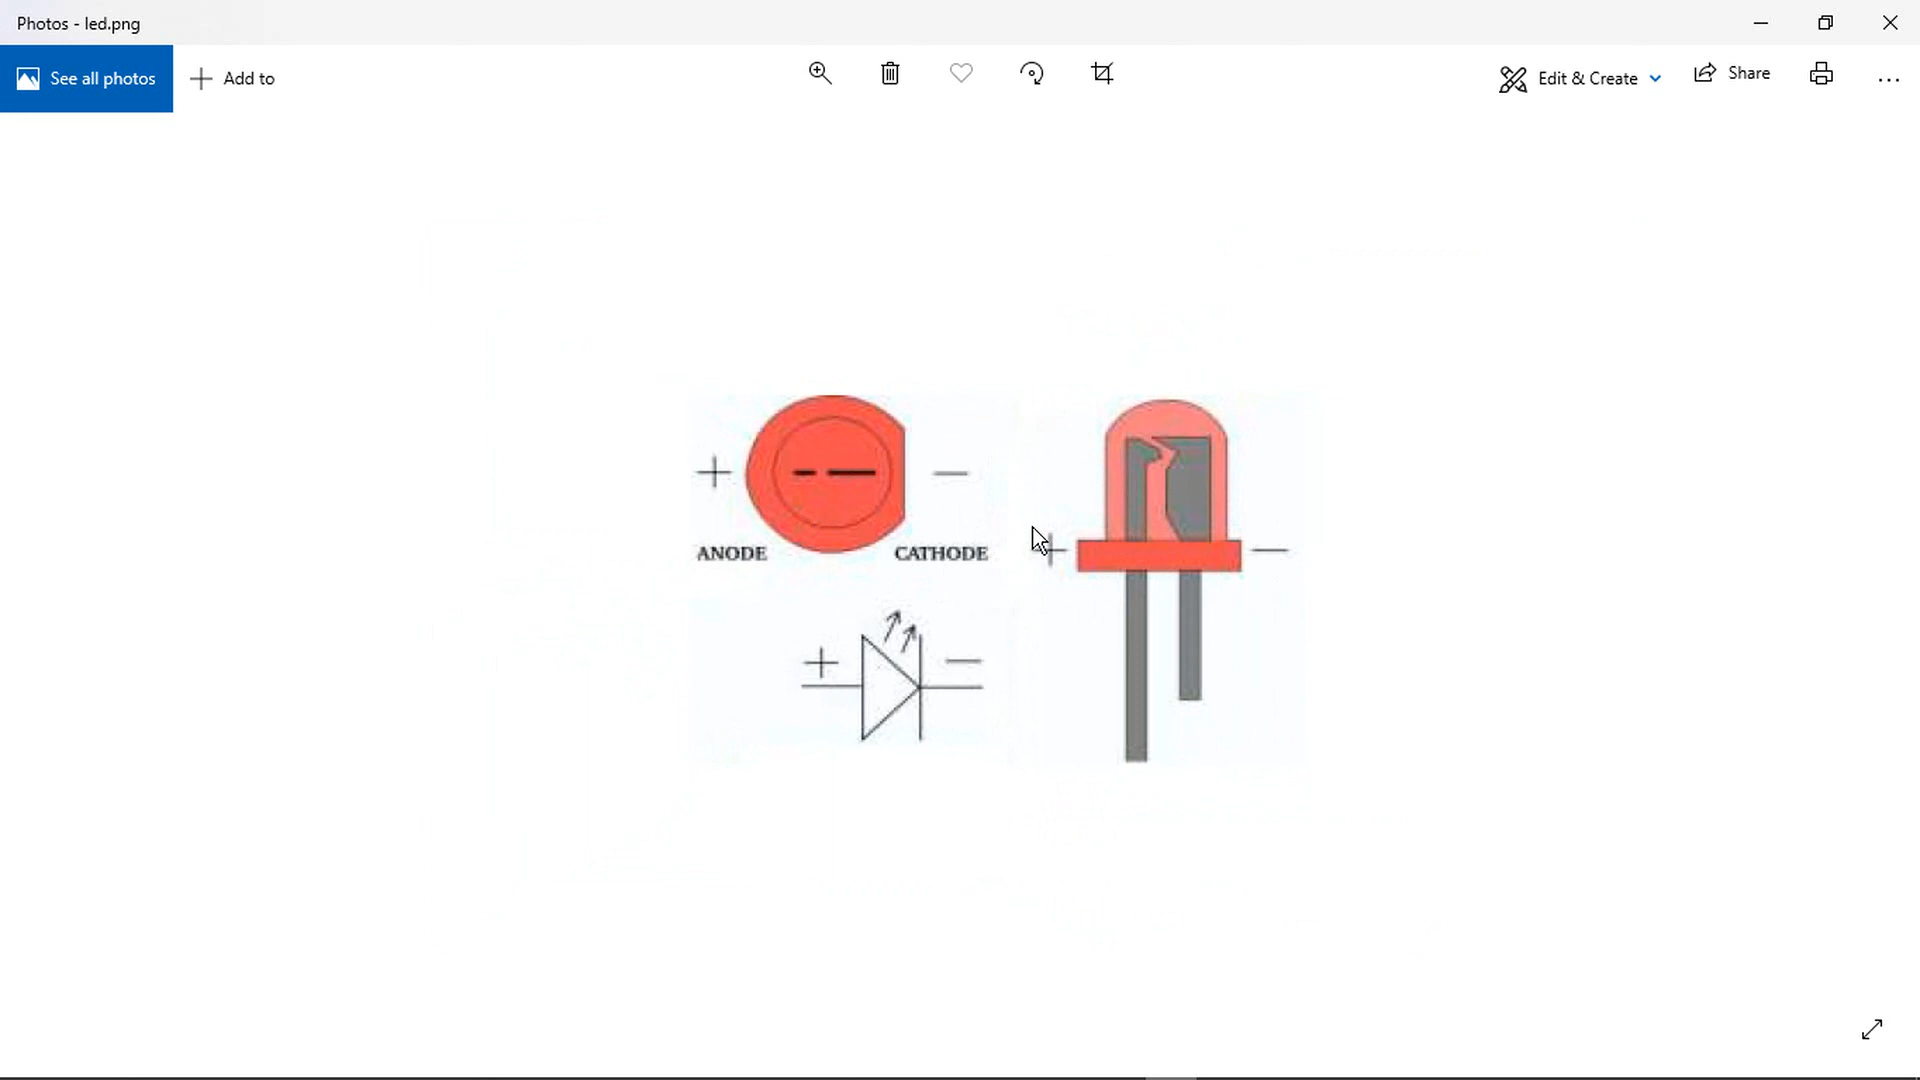 Photos - led.png
See all photos
Add to
Edit & Create
Share
+
−
ANODE
CATHODE
+
−
+
−